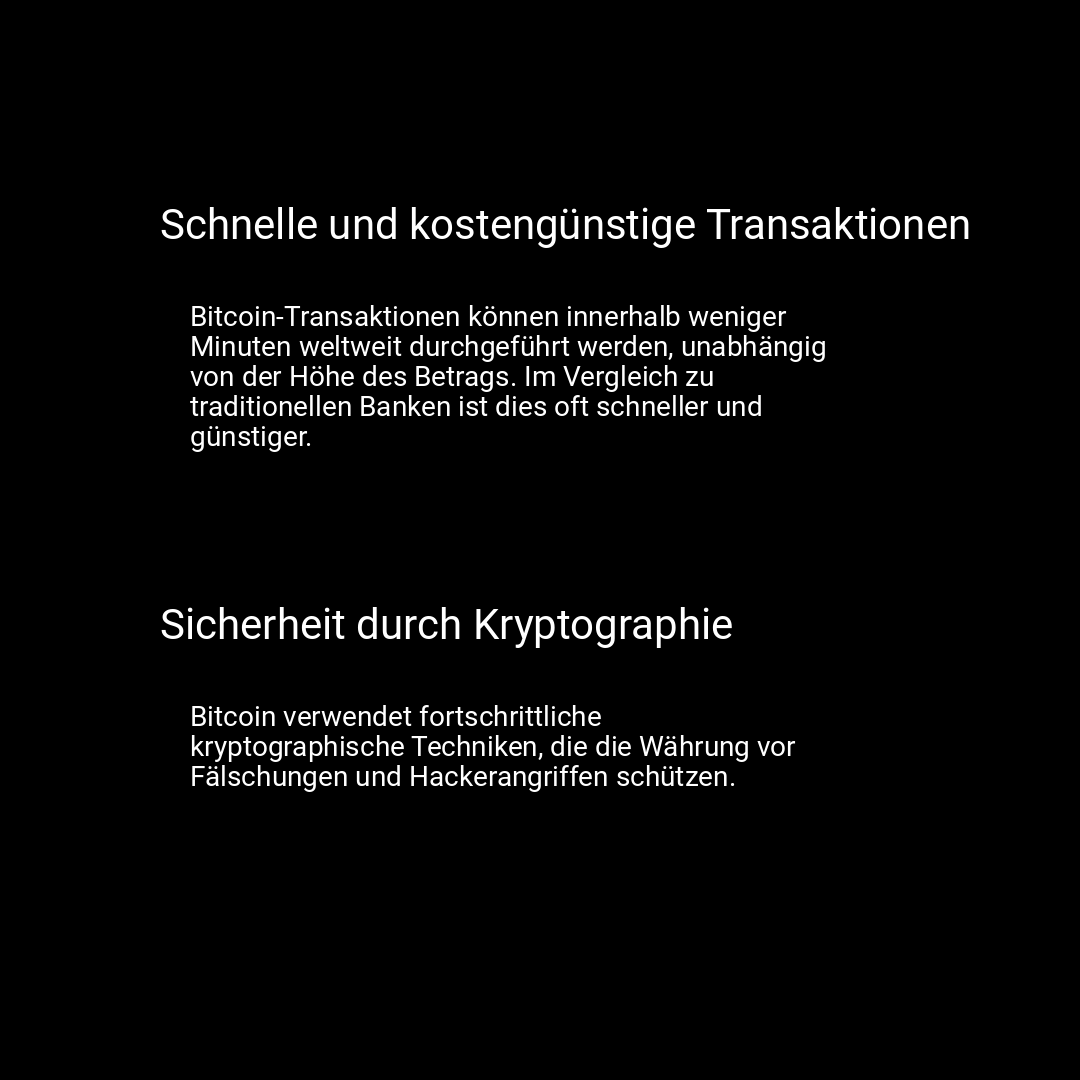 Schnelle und kostengünstige Transaktionen
Bitcoin-Transaktionen können innerhalb weniger
Minuten weltweit durchgeführt werden, unabhängig
von der Höhe des Betrags. Im Vergleich zu
traditionellen Banken ist dies oft schneller und
günstiger.
Sicherheit durch Kryptographie
Bitcoin verwendet fortschrittliche
kryptographische Techniken, die die Währung vor
Fälschungen und Hackerangriffen schützen.